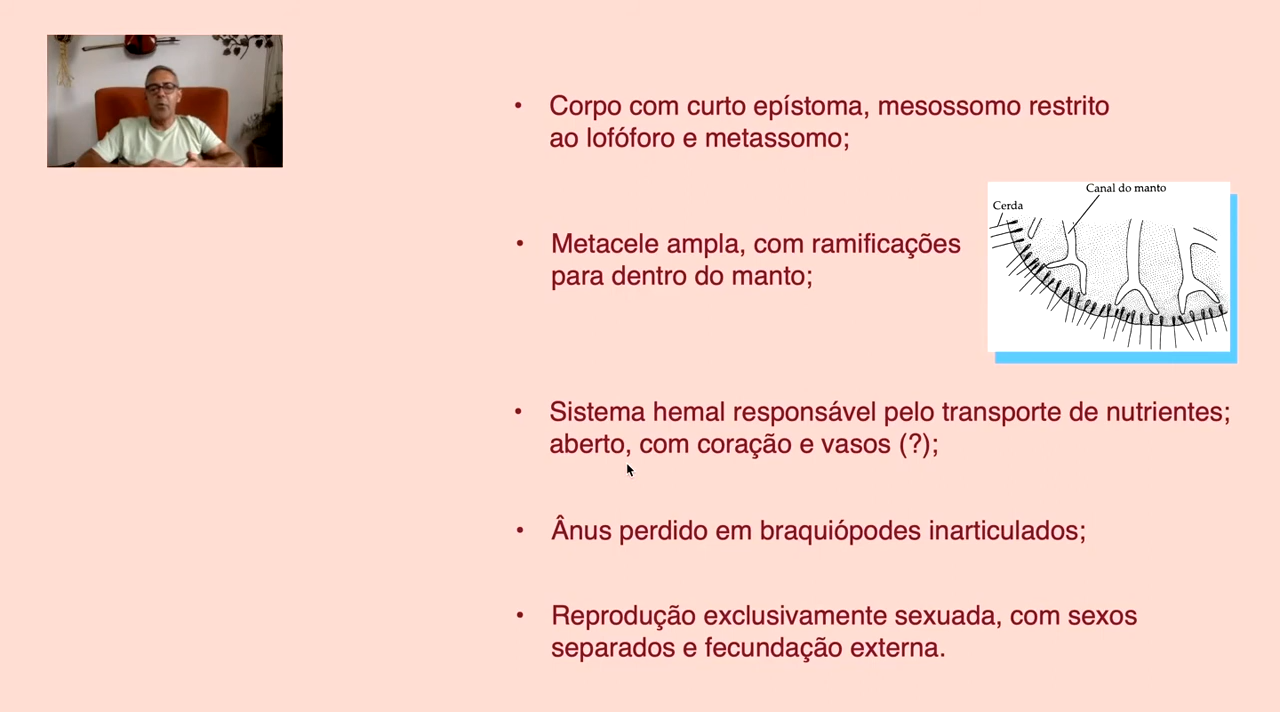 • Corpo com curto epístoma, mesossomo restrito
ao lofóforo e metassomo;
Canal do manto
Cerda
• Metacele ampla, com ramificações
para dentro do manto;
• Sistema hemal responsável pelo transporte de nutrientes;
aberto, com coração e vasos (?);
• Ânus perdido em braquiópodes inarticulados;
• Reprodução exclusivamente sexuada, com sexos
separados e fecundação externa.